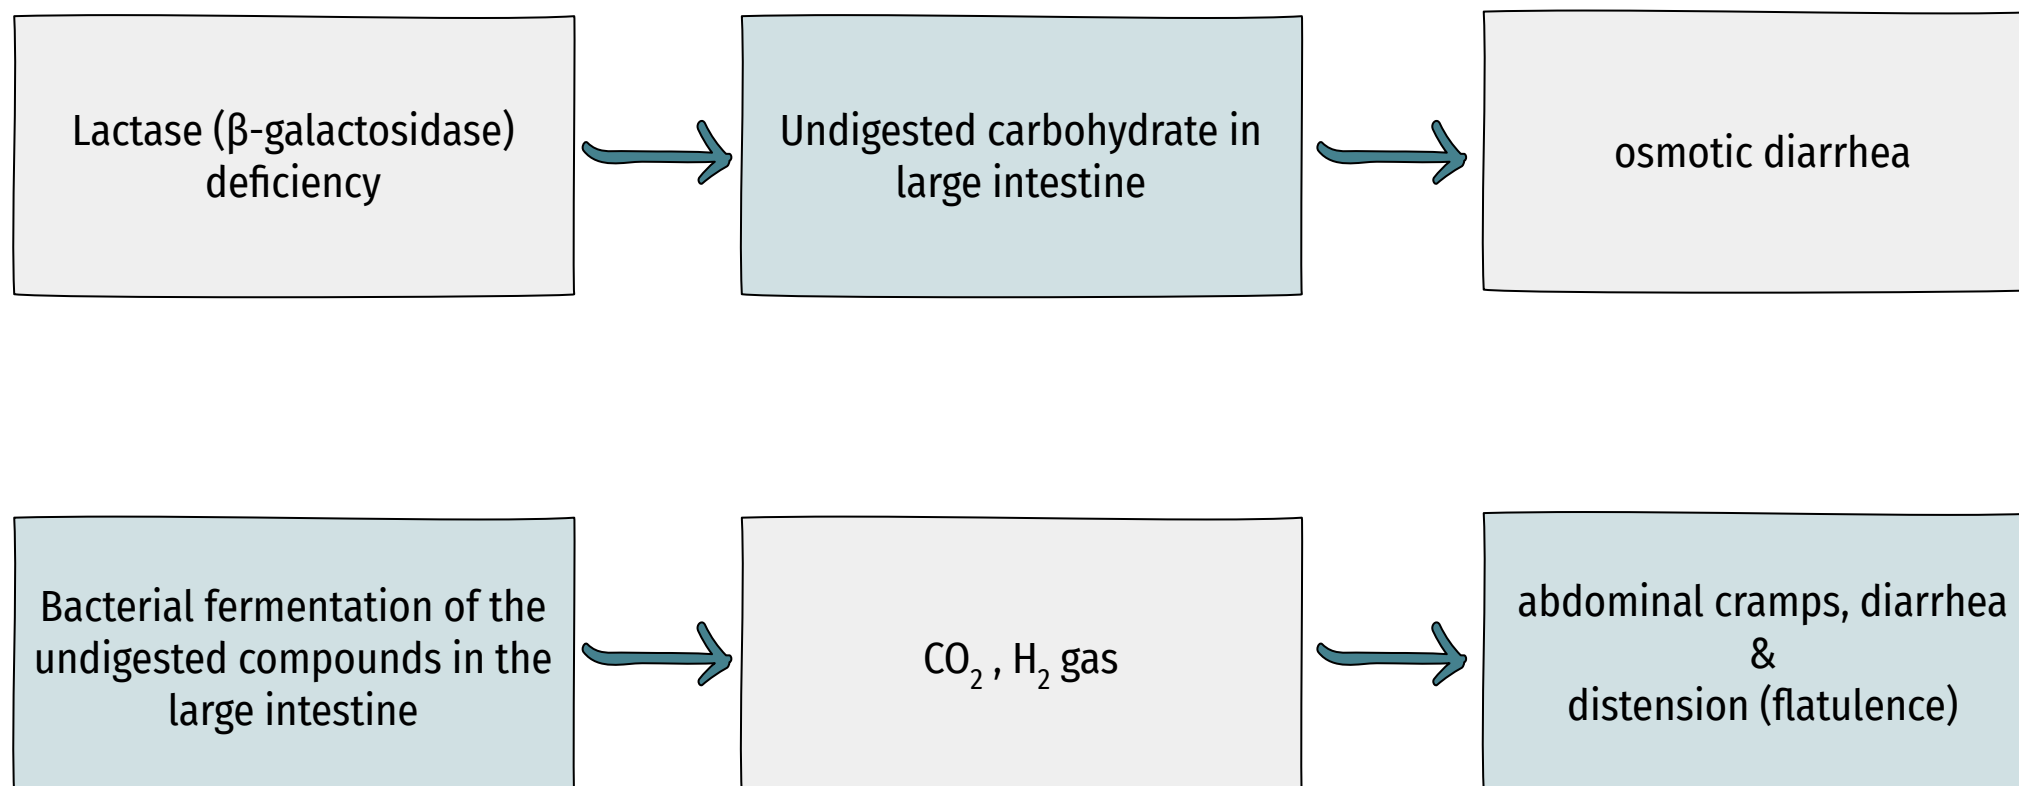 Lactase (β-galactosidase)
deficiency
Undigested carbohydrate in
large intestine
osmotic diarrhea
Bacterial fermentation of the
undigested compounds in the
large intestine
CO₂ , H₂ gas
abdominal cramps, diarrhea
&
distension (flatulence)